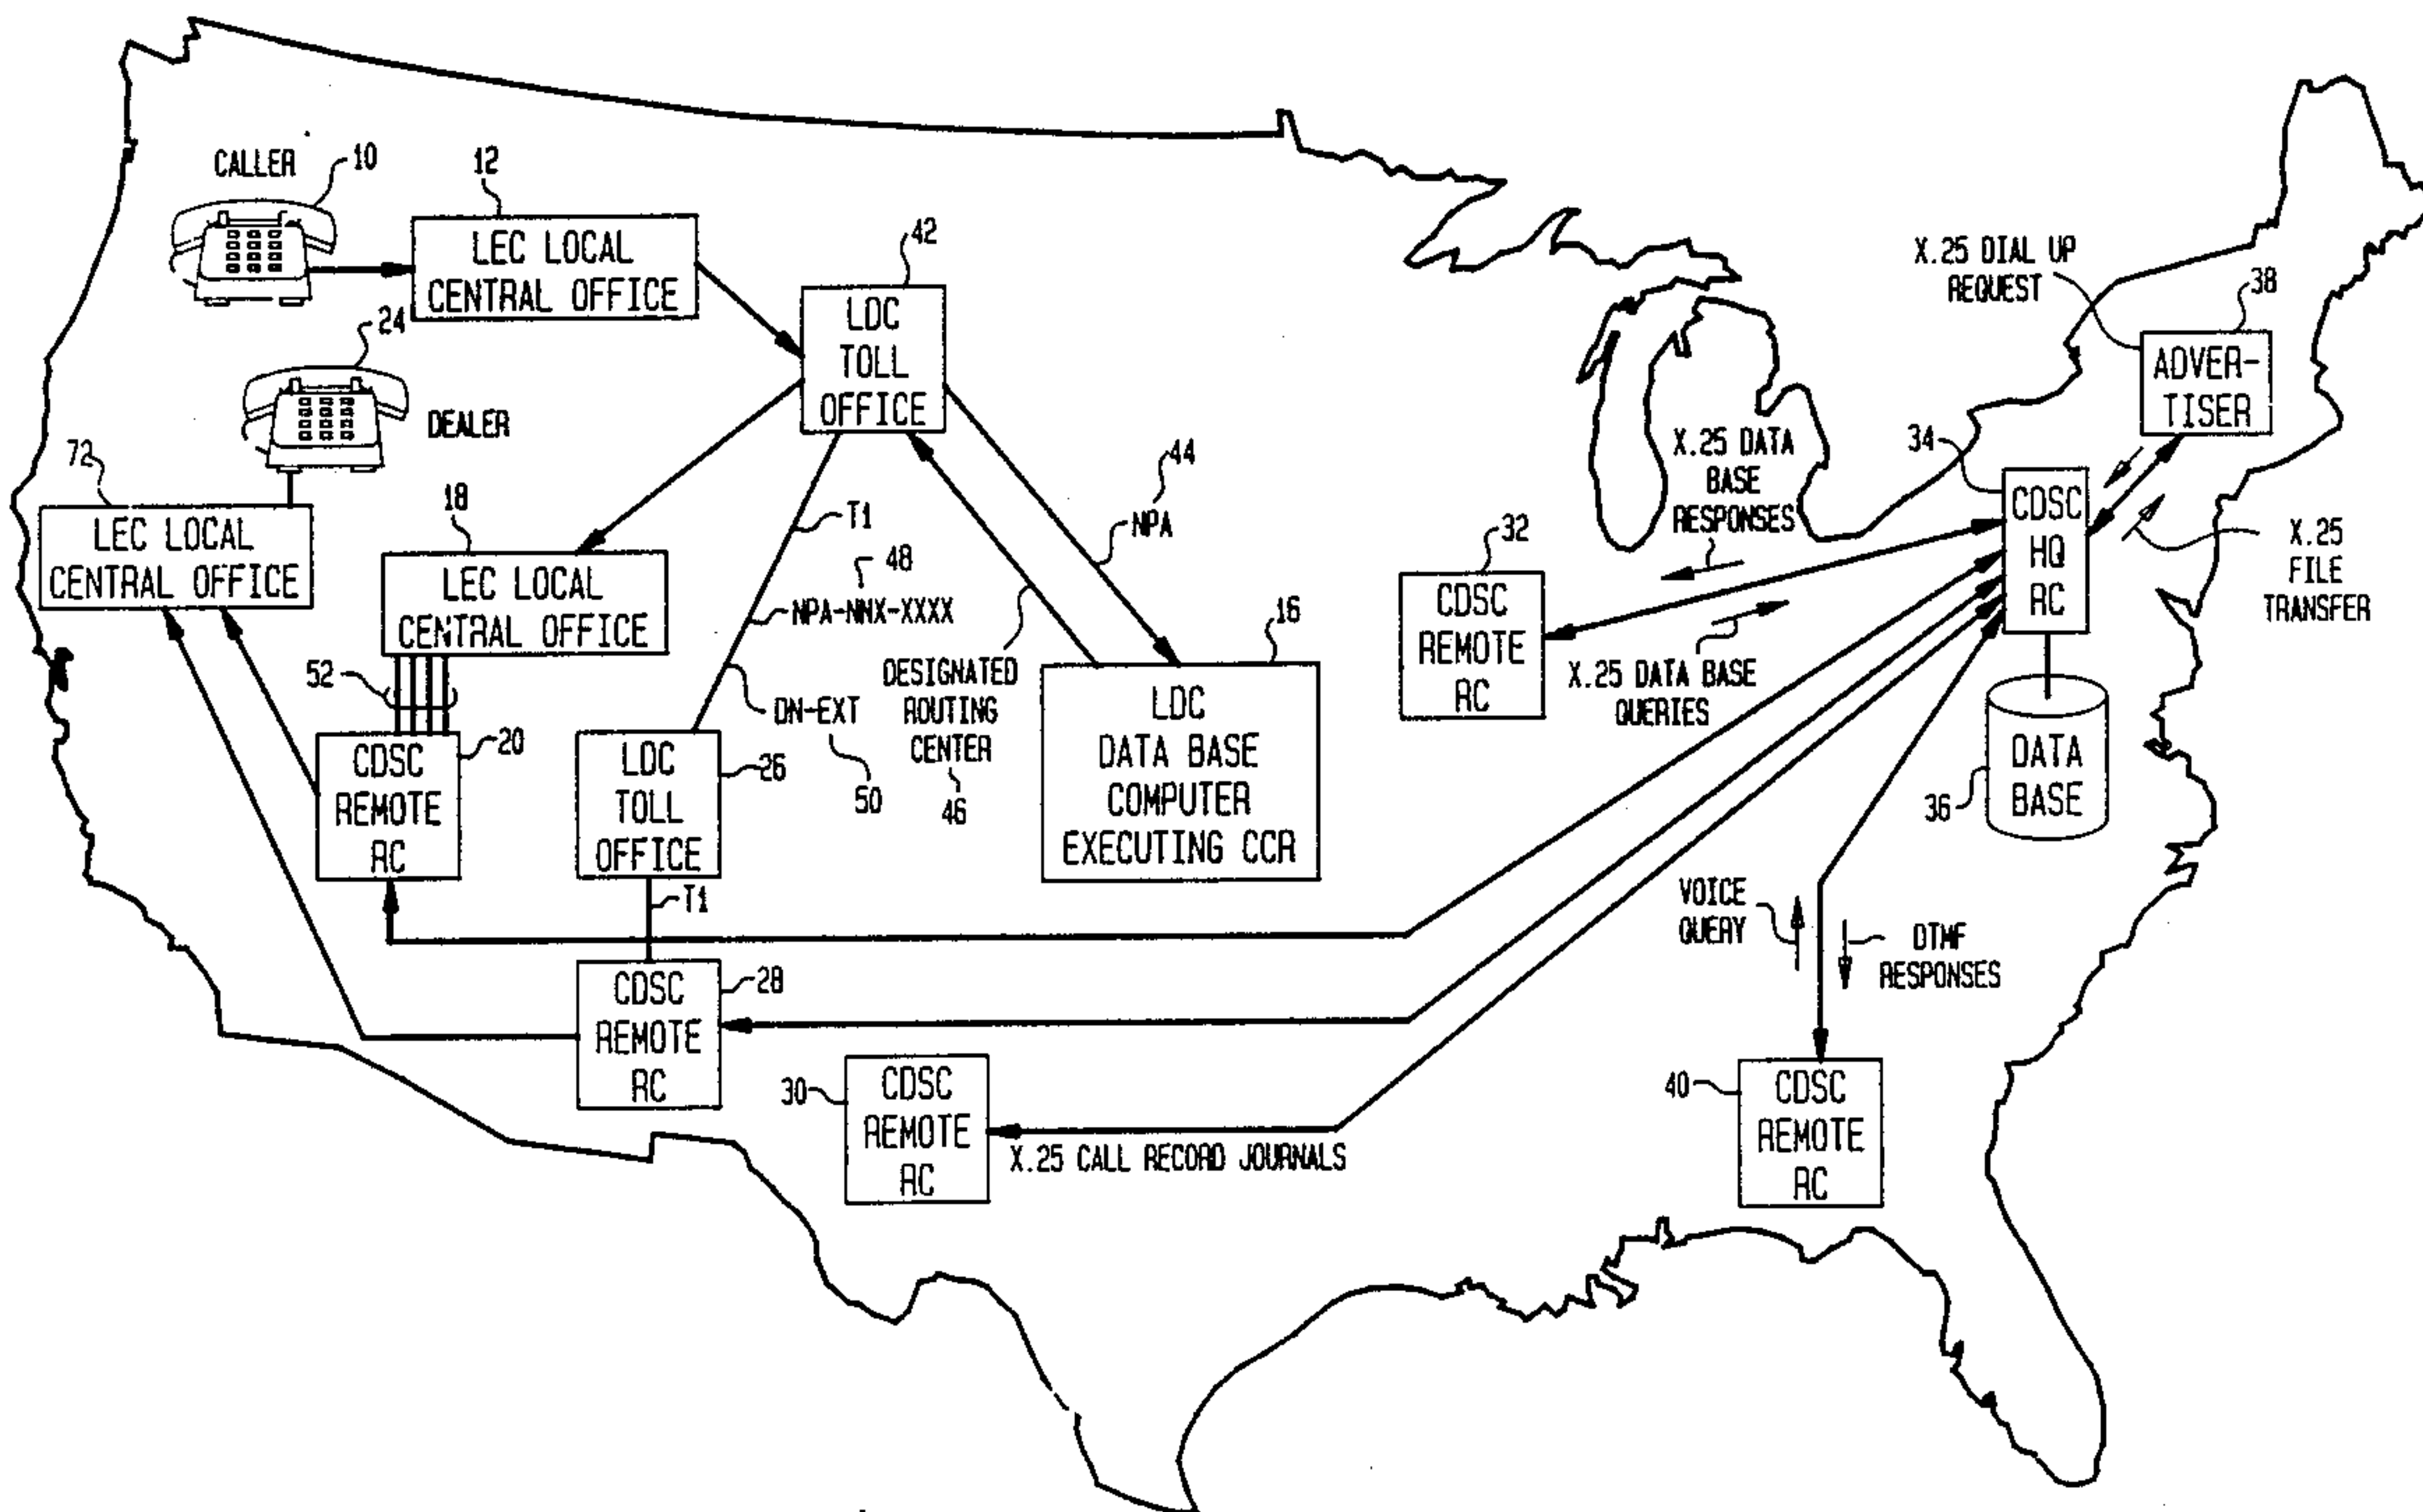 CALLER
10
12
LEC LOCAL
CENTRAL OFFICE
24
DEALER
42
LDC
TOLL
OFFICE
72
LEC LOCAL
CENTRAL OFFICE
18
LEC LOCAL
CENTRAL OFFICE
52
CDSC
REMOTE
RC
20
T1
48
NPA-NNX-XXXX
DN-EXT
50
LDC
TOLL
OFFICE
26
T1
44
NPA
DESIGNATED
ROUTING
CENTER
46
16
LDC
DATA BASE
COMPUTER
EXECUTING CCR
CDSC
REMOTE
RC
28
30
CDSC
REMOTE
RC
X.25 CALL RECORD JOURNALS
32
CDSC
REMOTE
RC
X.25 DATA
BASE
RESPONSES
X.25 DATA BASE
QUERIES
X.25 DIAL UP
REQUEST
38
ADVER-
TISER
34
CDSC
HQ
RC
X.25
FILE
TRANSFER
36
DATA
BASE
VOICE
QUERY
DTMF
RESPONSES
40
CDSC
REMOTE
RC